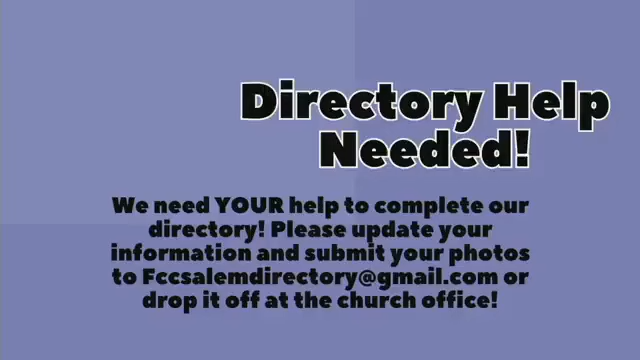 Directory Help
Needed!
We need YOUR help to complete our
directory! Please update your
information and submit your photos
to Fccsalemdirectory@gmail.com or
drop it off at the church office!